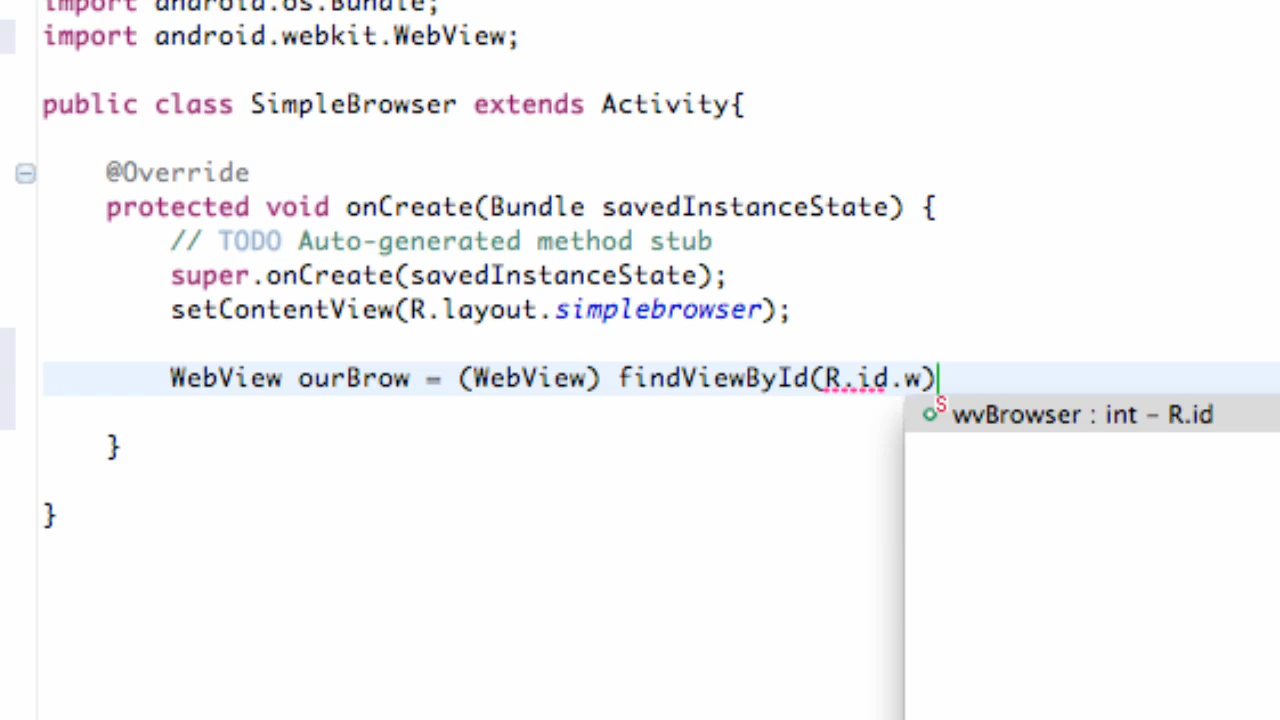 import android.os.Bundle;
import android.webkit.WebView;
public class SimpleBrowser extends Activity{
@Override
protected void onCreate(Bundle savedInstanceState) {
// TODO Auto-generated method stub
super.onCreate(savedInstanceState);
setContentView(R.layout.simplebrowser);
WebView ourBrow = (WebView) findViewById(R.id.w)
S wvBrowser : int - R.id
}
}